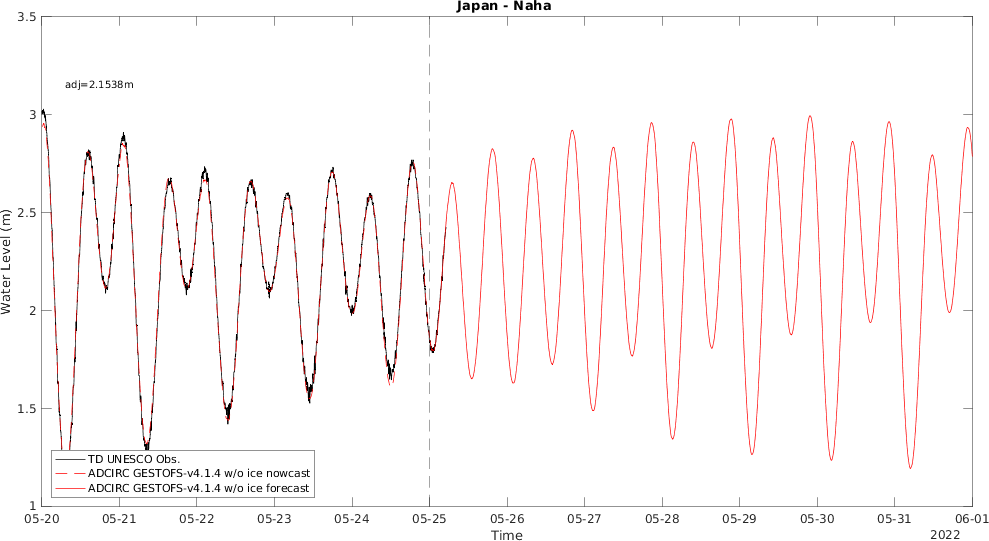 Japan - Naha
3.5
adj=2.1538m
3
2.5
Water Level (m)
2
1.5
TD UNESCO Obs.
ADCIRC GESTOFS-v4.1.4 w/o ice nowcast
ADCIRC GESTOFS-v4.1.4 w/o ice forecast
1
05-20 05-21 05-22 05-23 05-24 05-25 05-26 05-27 05-28 05-29 05-30 05-31 06-01
Time
2022